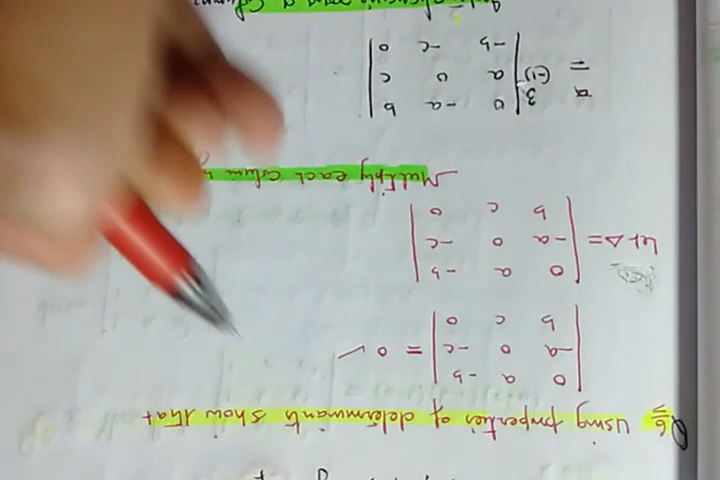 Q6 Using properties of determinants show that
| 0 a -b |
| -a 0 -c | = 0 ✓
| b c 0 |
Let Δ = | 0 a -b |
| -a 0 -c |
| b c 0 |
Multiply each column
| 0 -a b |
= (-1)³ | a 0 c |
| -b -c 0 |